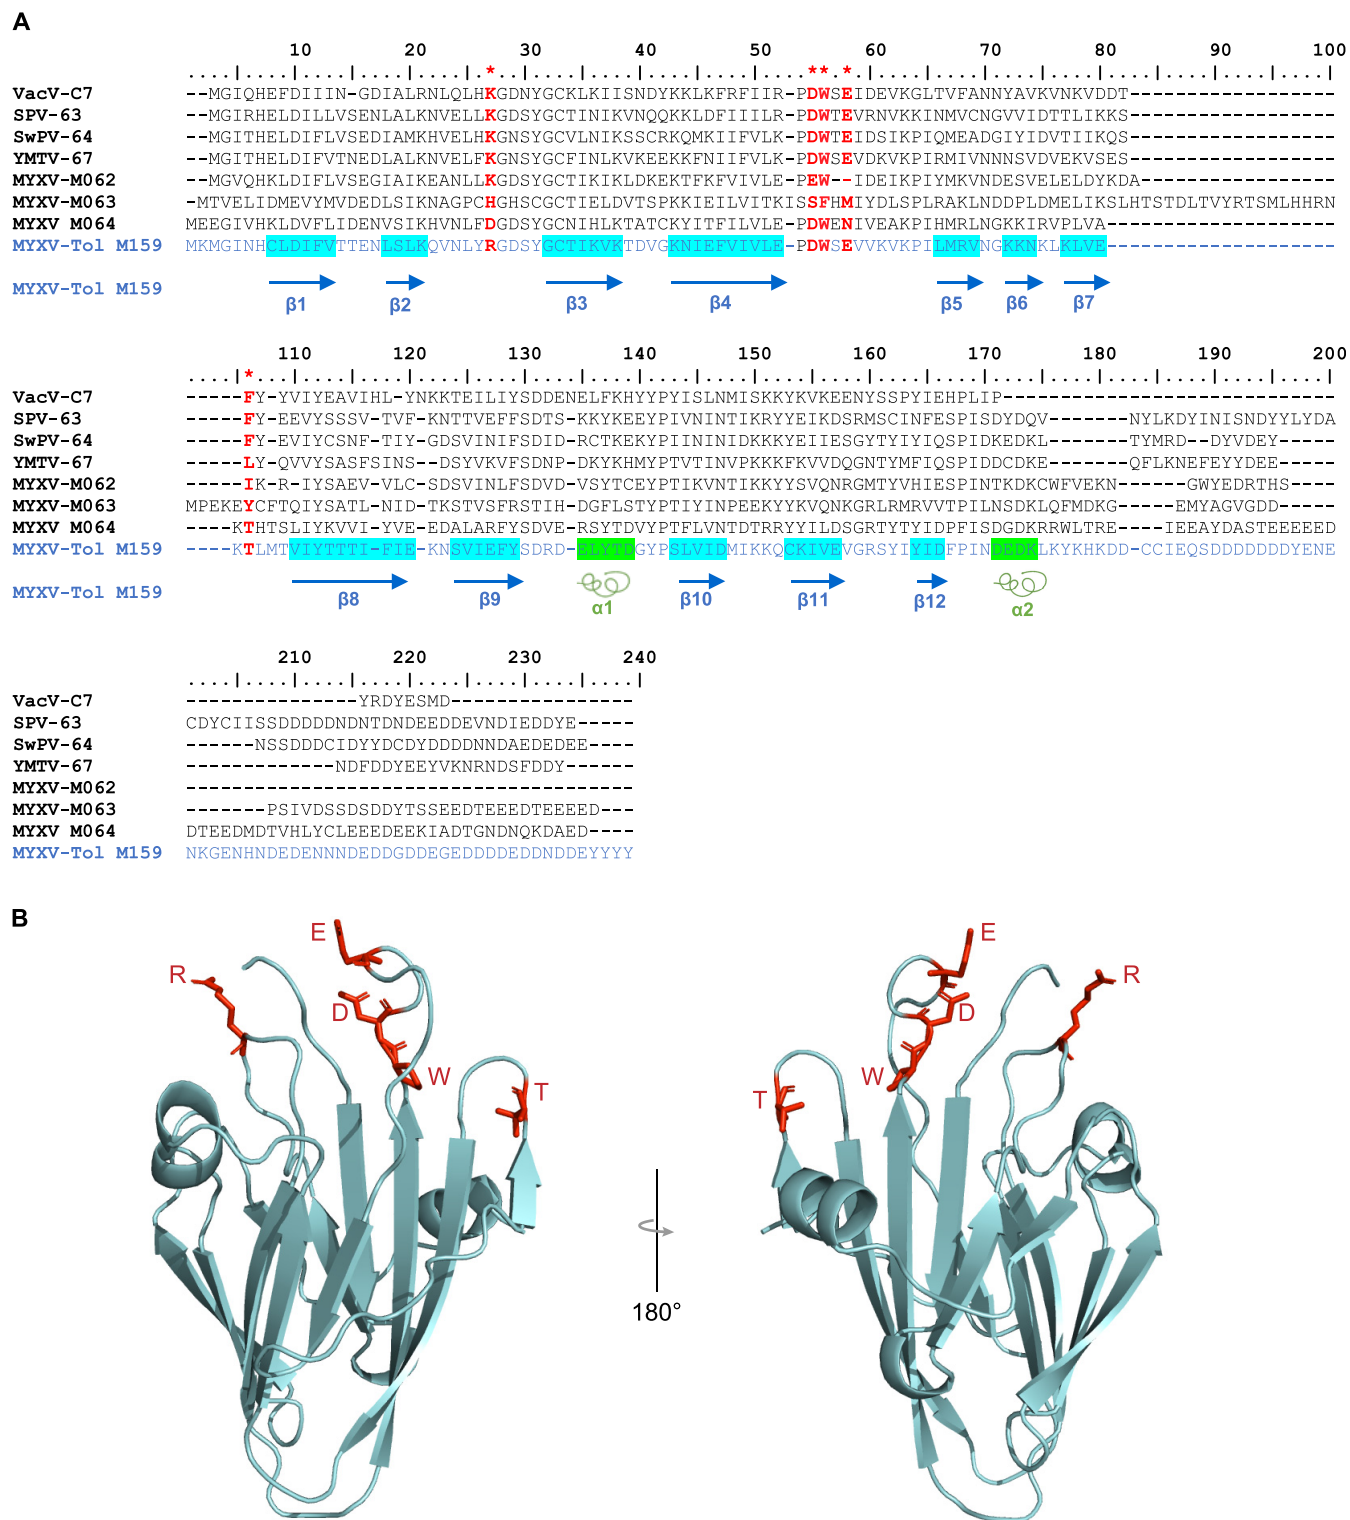 A
10 20 30 40 50 60 70 80 90 100
* ** *
....|....|....|....|....|....|....|....|....|....|....|....|....|....|....|....|....|....|....|....|
VacV-C7 --MGIQHEFDIIIN-GDIALRNLQLHKGDNYGCKLKIISNDYKKLKFRFIIR-PDWSEIDEVKGLTVFANNYAVKVNKVDDT------------------
SPV-63 --MGIRHELDILLVSENLALKNVELLKGDSYGCTINIKVNQQKKLDFIIILR-PDWTEVRNVKKINMVCNGVVIDTTLIKKS------------------
SwPV-64 --MGITHELDIFLVSEDIAMKHVELHKGNSYGCVLNIKSSCRKQMKIIFVLK-PDWTEIDSIKPIQMEADGYIYDVTIIKQS------------------
YMTV-67 --MGITHELDIFVTNEDLALKNVELFKGNSYGCFINLKVKEEKKFNIIFVLK-PDWSEVDKVKPIRMIVNNNSVDVEKVSES------------------
MYXV-M062 --MGVQHKLDIFLVSEGIAIKEANLLKGDSYGCTIKIKLDKEKTFKFVIVLE-PEW--IDEIKPIYMKVNDESVELELDYKDA-----------------
MYXV-M063 -MTVELIDMEVYMVDEDLSIKNAGPCHGHSCGCTIELDVTSPKKIEILVITKISSFHMIYDLSPLRAKLNDDPLMEIKSLHTSTDLTVYRTSMLHHRN
MYXV M064 MEEGIVHKLDVFLIDENVSIKHVNLFDGDSYGCNIHLKTATCKYITFILVLE-PDWENIVEAKPIHMRLNGKKIRVPLVA--------------------
MYXV-Tol M159 MKMGINHCLDIFVTTENLSLKQVNLYRGDSYGCTIKVKTDVGKNIEFVIVLE-PDWSEVVKVKPILMRVNGKKNKLKLVE--------------------
MYXV-Tol M159 β1 β2 β3 β4 β5 β6 β7
110 120 130 140 150 160 170 180 190 200
*
....|....|....|....|....|....|....|....|....|....|....|....|....|....|....|....|....|....|....|....|
VacV-C7 -----FY-YVIYEAVIHL-YNKKTEILIYSDDENELFKHYYPYISLNMISKKYKVKEENYSSPYIEHPLIP-----------------------------
SPV-63 -----FY-EEVYSSSV-TVF-KNTTVEFFSDTS-KKYKEEYPIVNINTIKRYYEIKDSRMSCINFESPISDYDQV-------NYLKDYINISNDYYLYDA
SwPV-64 -----FY-EVIYCSNF-TIY-GDSVINIFSDID-RCTKEKYPIININIDKKYYEIIESGYTYIYIQSPIDKEDKL-------TYMRD--DYVDEY-----
YMTV-67 -----LY-QVVYSASFSINS--DSYVKVFSDNP-DKYKHMYPTVTINVPKKKFKVVDQGNTYMFIQSPIDDCDKE-------QFLKNEFEYYDEE-----
MYXV-M062 -----IK-R-IYSAEV-VLC-SDSVINLFSDVD-VSYTCEYPTIKVNTIKKYYSVQNRGMTYVHIESPINTKDKCWFVEKN------GWYEDRTHS----
MYXV-M063 MPEKEYCFTQIYSATL-NID-TKSTVSFRSTIH-DGFLSTYPTIYINPEEKYYKVQNKGRLRMRVVTPILNSDKLQFMDKG-----EMYAGVGDD-----
MYXV M064 ----KTHTSLIYKVVI-YVE-EDALARFYSDVE-RSYTDVYPTFLVNTDTRRYYILDSGRTYTYIDPFISDGDKRRWLTRE-----IEEAYDASTEEEEED
MYXV-Tol M159 ----KTLMTVIYTTTI-FIE-KNSVIEFYSDRD-ELYTDGYPSLVIDMIKKQCKIVEVGRSYIYIDFPINDEDKLKYKHKDD-CCIEQSDDDDDDDYENE
MYXV-Tol M159 β8 β9 α1 β10 β11 β12 α2
210 220 230 240
....|....|....|....|....|....|....|....|
VacV-C7 ---------------YRDYESMD----------------
SPV-63 CDYCIISSDDDDDNDNTDNDEEDDEVNDIEDDYE-----
SwPV-64 ------NSSDDDCIDYYDCDYDDDDNNDAEDEDEE----
YMTV-67 -------------NDFDDYEEYVKNRNDSFDDY------
MYXV-M062 ---------------------------------------
MYXV-M063 -------PSIVDSSDSDDYTSSEEDTEEEDTEEEED---
MYXV M064 DTEEDMDTVHLYCLEEEDEEKIADTGNDNQKDAED----
MYXV-Tol M159 NKGENHNDEDENNNDEDDGDDEGEDDDDEDDNDDEYYYY
B
E E
R R
D D
W W
T T
180°